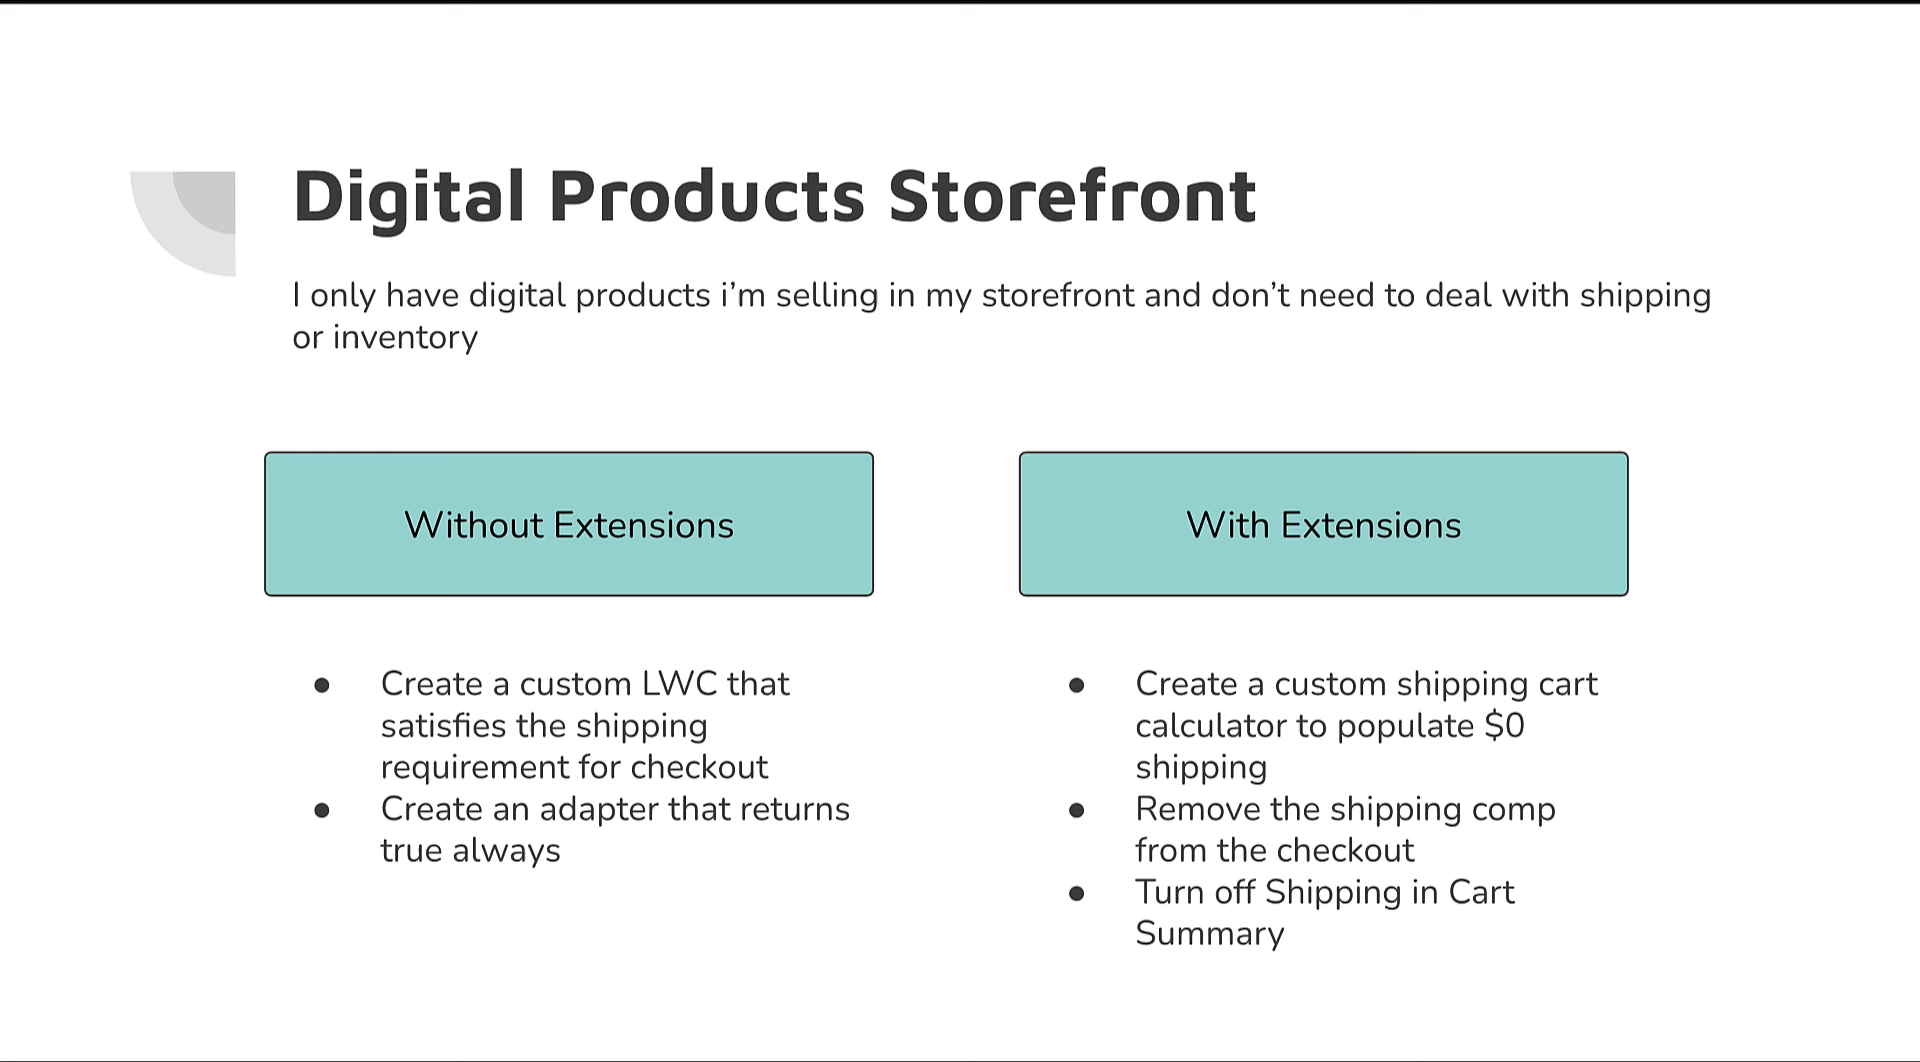 Digital Products Storefront
I only have digital products i’m selling in my storefront and don’t need to deal with shipping
or inventory
Without Extensions
With Extensions
● Create a custom LWC that
satisfies the shipping
requirement for checkout
● Create an adapter that returns
true always
● Create a custom shipping cart
calculator to populate $0
shipping
● Remove the shipping comp
from the checkout
● Turn off Shipping in Cart
Summary